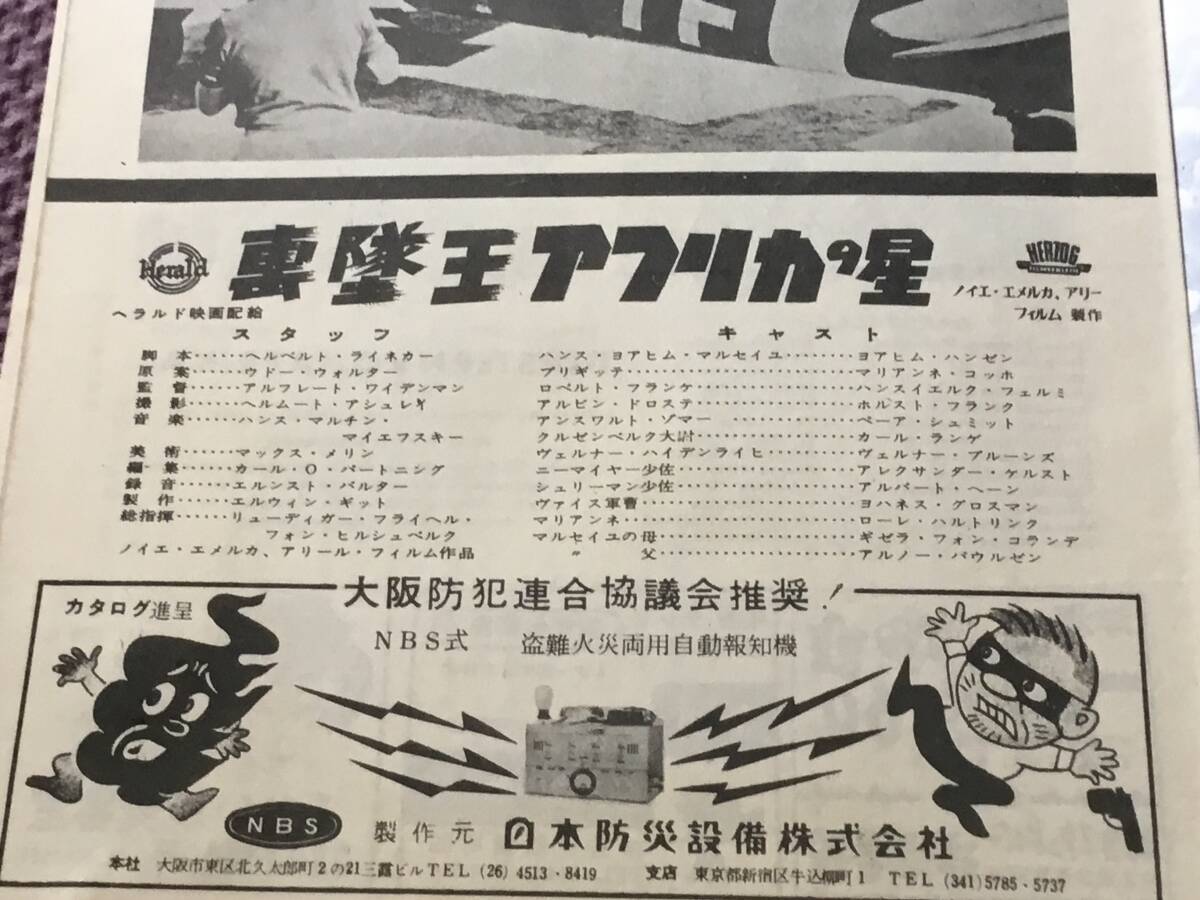 Herald
撃墜王アフリカの星
HERZOG
ヘラルド映画配給
ノイエ・エメルカ、アリー
フィルム 製作
スタッフ
脚本……ヘルベルト・ライネカー
原案……ウドー・ウォルター
監督……アルフレート・ワイデンマン
撮影……ヘルムート・アシュレイ
音楽……ハンス・マルチン・
マイエフスキー
美術……マックス・メリン
編集……カール・O・バートニング
録音……エルンスト・バルター
製作……エルウィン・ギット
総指揮……リューディガー・フライヘル・
フォン・ヒルシュベルク
ノイエ・エメルカ、アリール・フィルム作品
キャスト
ハンス・ヨアヒム・マルセイユ……ヨアヒム・ハンゼン
ブリギッテ……マリアンネ・コッホ
ロベルト・フランケ……ハンスイエルク・フェルミ
アルビン・ドロステ……ホルスト・フランク
アンスワルト・ゾマー……ペーア・シュミット
クルゼンベルク大尉……カール・ランゲ
ヴェルナー・ハイデンライヒ……ヴェルナー・ブルーンズ
ニーマイヤー少佐……アレクサンダー・ケルスト
シュリーマン少佐……アルバート・ヘーン
ヴァイス軍曹……ヨハネス・グロスマン
マリアンネ……ローレ・ハルトリンク
マルセイユの母……ギゼラ・フォン・コランデ
〃 父……アルノー・パウルゼン
大阪防犯連合協議会推奨!
カタログ進呈
NBS式 盗難火災両用自動報知機
NBS
製作元 日本防災設備株式会社
本社 大阪市東区北久太郎町2の21三露ビルTEL (26) 4513・8419 支店 東京都新宿区牛込柳町1 TEL (341) 5785・5737